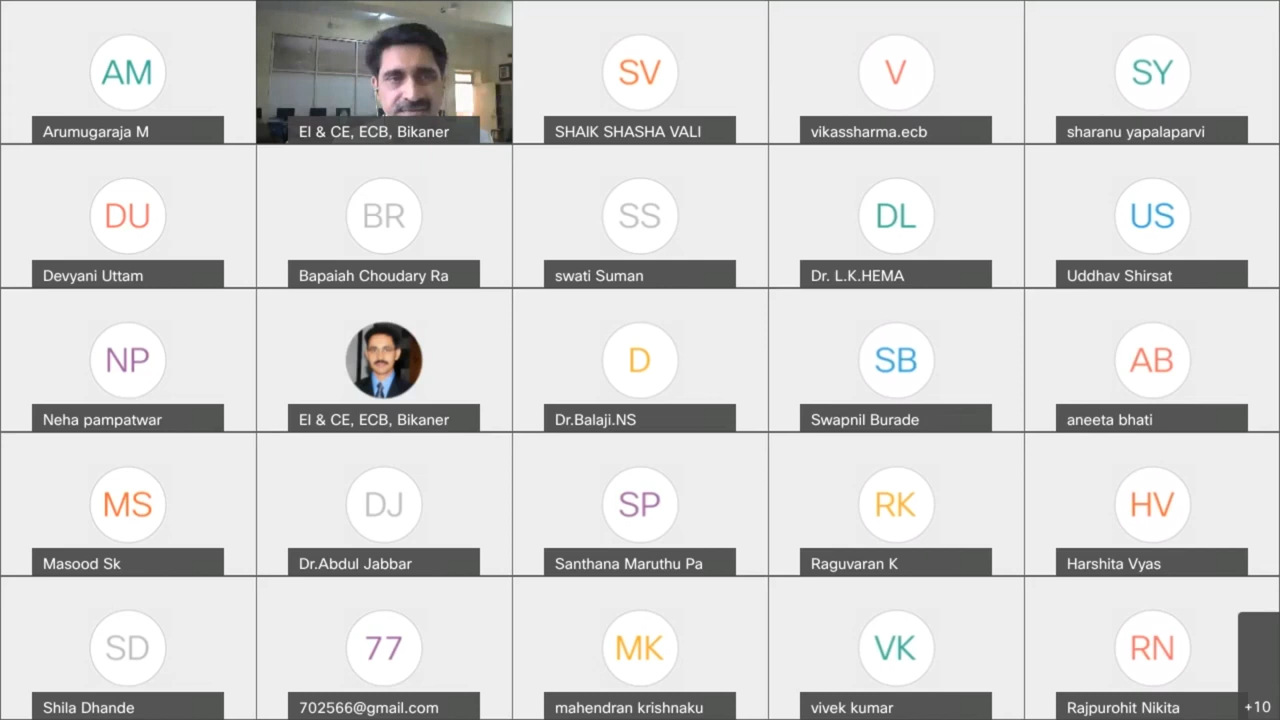 AM
Arumugaraja M
EI & CE, ECB, Bikaner
SV
SHAIK SHASHA VALI
V
vikassharma.ecb
SY
sharanu yapalaparvi
DU
Devyani Uttam
BR
Bapaiah Choudary Ra
SS
swati Suman
DL
Dr. L.K.HEMA
US
Uddhav Shirsat
NP
Neha pampatwar
EI & CE, ECB, Bikaner
D
Dr.Balaji.NS
SB
Swapnil Burade
AB
aneeta bhati
MS
Masood Sk
DJ
Dr.Abdul Jabbar
SP
Santhana Maruthu Pa
RK
Raguvaran K
HV
Harshita Vyas
SD
Shila Dhande
77
702566@gmail.com
MK
mahendran krishnaku
VK
vivek kumar
RN
Rajpurohit Nikita
+10